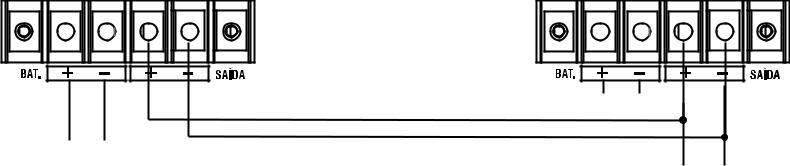 BAT. + − + − SAÍDA BAT. + − + − SAÍDA